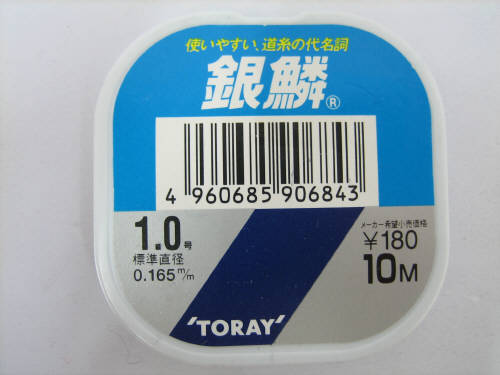 使いやすい、道糸の代名詞
銀鱗®
4 960685 906843
1.0号
標準直径
0.165m/m
メーカー希望小売価格
¥180
10M
'TORAY'